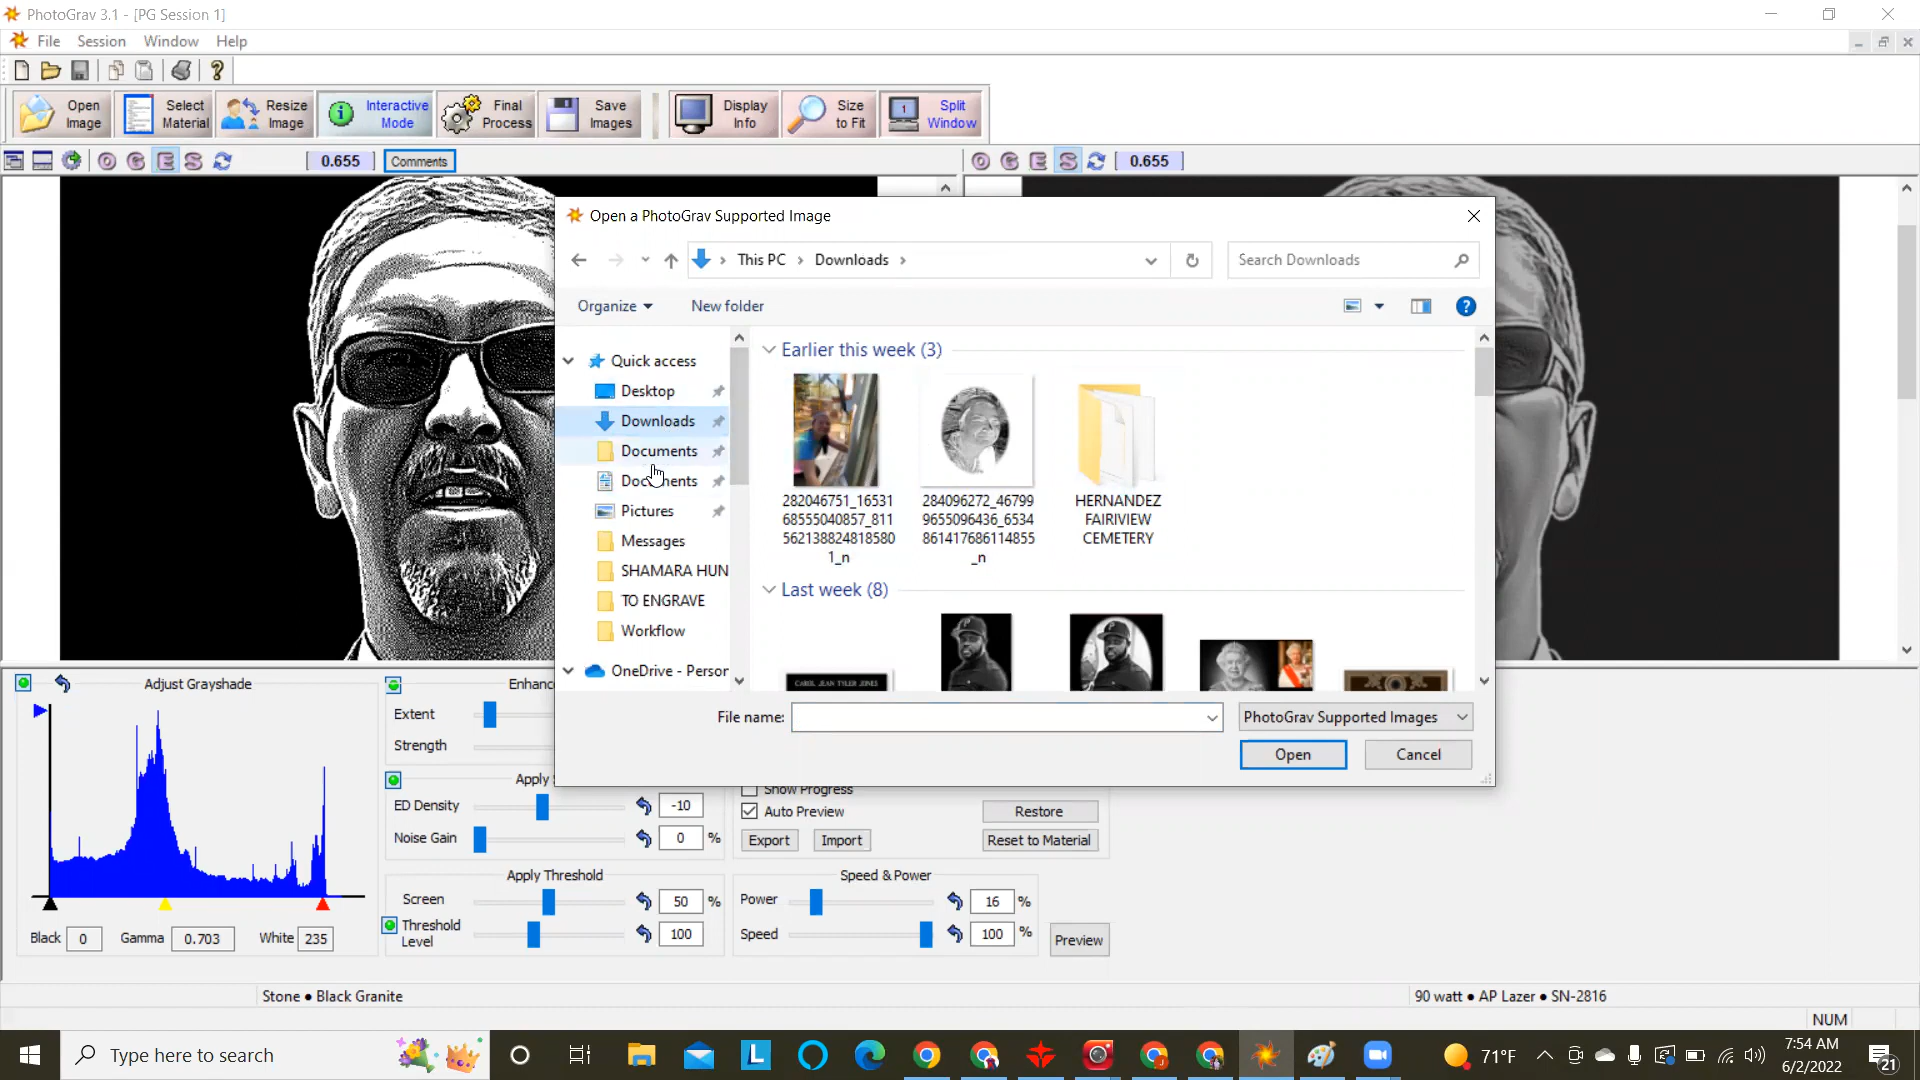 PhotoGrav 3.1 - [PG Session 1]
File Session Window Help
Open Image
Select Material
Resize Image
Interactive Mode
Final Process
Save Images
Display Info
Size to Fit
1 Split Window
O G E S [ 0.655 ] Comments O G E S [ 0.655 ]
Open a PhotoGrav Supported Image
This PC > Downloads >
Search Downloads
Organize New folder
Quick access
Desktop
Downloads
Documents
Documents
Pictures
Messages
SHAMARA HUN
TO ENGRAVE
Workflow
OneDrive - Person
Earlier this week (3)
282046751_16531
68555040857_811
562138824818580
1_n
284096272_46799
9655096436_6534
861417686114855
_n
HERNANDEZ
FAIRIVIEW
CEMETERY
Last week (8)
CAROL JEAN TYLER JONES
File name:
PhotoGrav Supported Images
Open Cancel
Adjust Grayshade
Black 0 Gamma 0.703 White 235
Enhance
Extent
Strength
Apply
ED Density -10
Noise Gain 0 %
Apply Threshold
Screen 50 %
Threshold Level 100
Show Progress
Auto Preview
Restore
Export Import Reset to Material
Speed & Power
Power 16 %
Speed 100 %
Preview
Stone • Black Granite
90 watt • AP Lazer • SN-2816
NUM
Type here to search
71°F
7:54 AM
6/2/2022
21